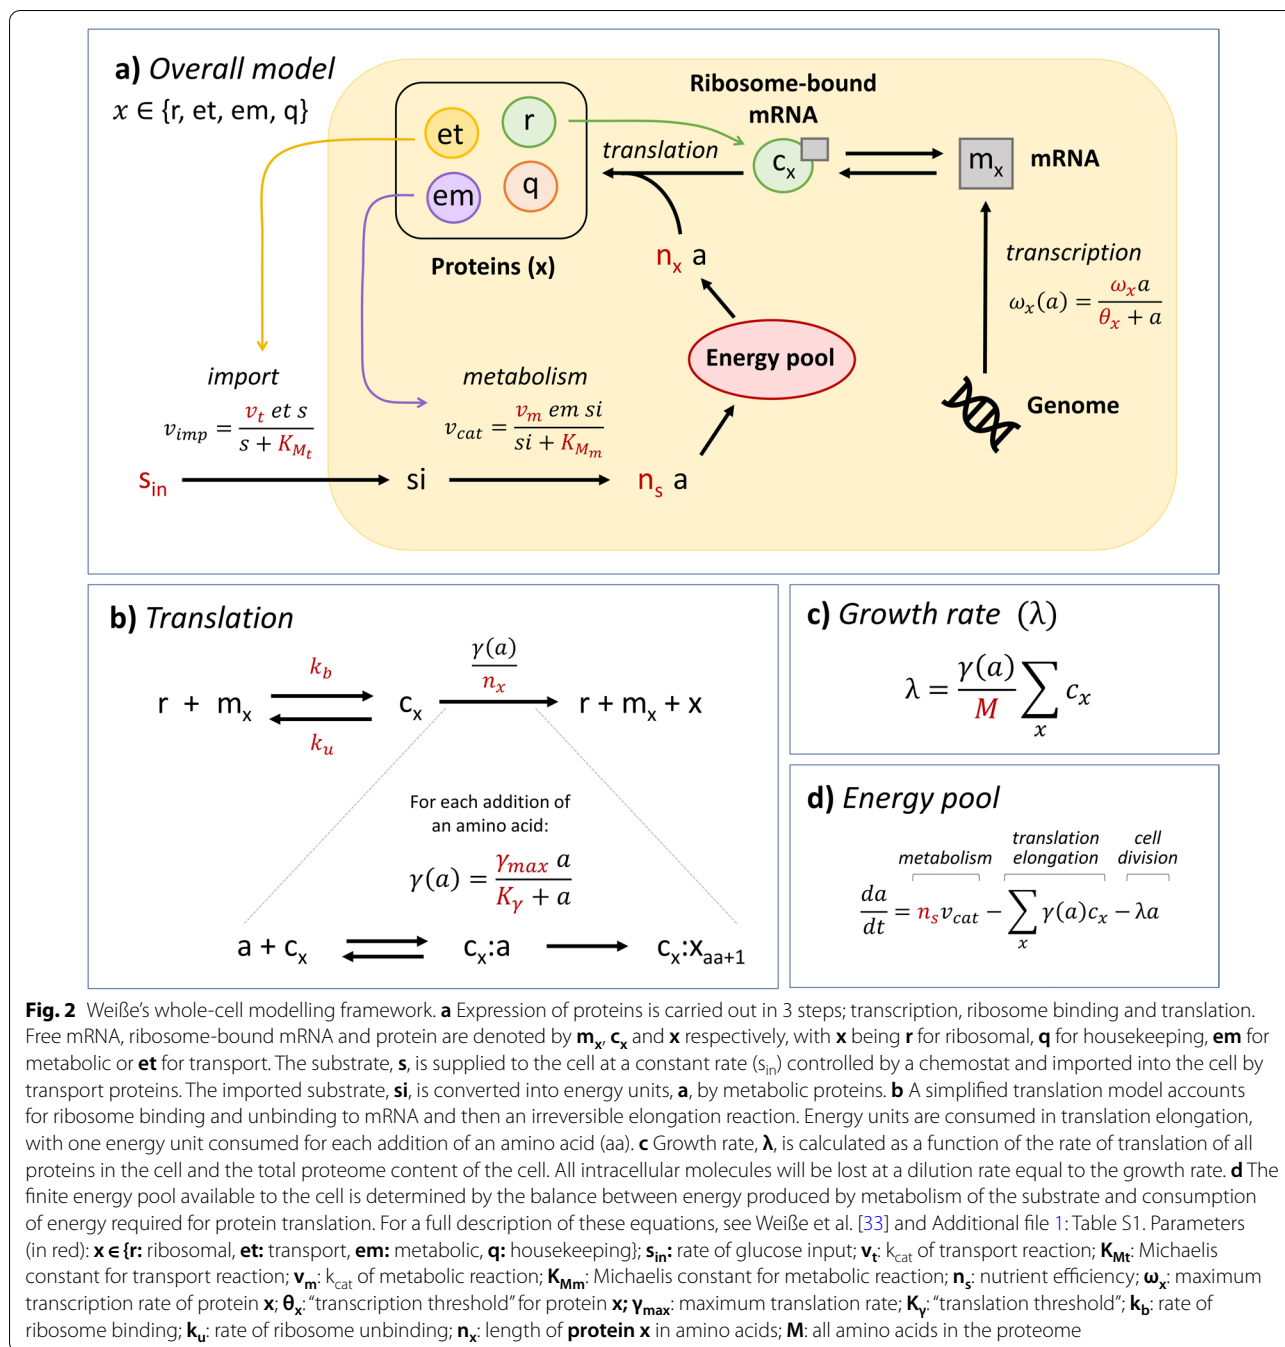 a) Overall model
x ∈ {r, et, em, q}
et
r
em
q
Proteins (x)
translation
Ribosome-bound
mRNA
c_x
m_x
mRNA
n_x a
transcription
ω_x(a) = ω_x a / (θ_x + a)
Energy pool
Genome
import
v_imp = v_t et s / (s + K_{M_t})
metabolism
v_cat = v_m em si / (si + K_{M_m})
s_in
si
n_s a
b) Translation
k_b
γ(a) / n_x
r + m_x
c_x
r + m_x + x
k_u
For each addition of
an amino acid:
γ(a) = γ_max a / (K_γ + a)
a + c_x
c_x:a
c_x:x_{aa+1}
c) Growth rate (λ)
λ = γ(a)/M ∑_x c_x
d) Energy pool
metabolism
translation
elongation
cell
division
da/dt = n_s v_cat − ∑_x γ(a)c_x − λa
Fig. 2 Weiße’s whole-cell modelling framework. a Expression of proteins is carried out in 3 steps; transcription, ribosome binding and translation.
Free mRNA, ribosome-bound mRNA and protein are denoted by m_x, c_x and x respectively, with x being r for ribosomal, q for housekeeping, em for
metabolic or et for transport. The substrate, s, is supplied to the cell at a constant rate (s_in) controlled by a chemostat and imported into the cell by
transport proteins. The imported substrate, si, is converted into energy units, a, by metabolic proteins. b A simplified translation model accounts
for ribosome binding and unbinding to mRNA and then an irreversible elongation reaction. Energy units are consumed in translation elongation,
with one energy unit consumed for each addition of an amino acid (aa). c Growth rate, λ, is calculated as a function of the rate of translation of all
proteins in the cell and the total proteome content of the cell. All intracellular molecules will be lost at a dilution rate equal to the growth rate. d The
finite energy pool available to the cell is determined by the balance between energy produced by metabolism of the substrate and consumption
of energy required for protein translation. For a full description of these equations, see Weiße et al. [33] and Additional file 1: Table S1. Parameters
(in red): x ∈ {r: ribosomal, et: transport, em: metabolic, q: housekeeping}; s_in: rate of glucose input; v_t: k_cat of transport reaction; K_Mt: Michaelis
constant for transport reaction; v_m: k_cat of metabolic reaction; K_Mm: Michaelis constant for metabolic reaction; n_s: nutrient efficiency; ω_x: maximum
transcription rate of protein x; θ_x: “transcription threshold” for protein x; γ_max: maximum translation rate; K_γ: “translation threshold”; k_b: rate of
ribosome binding; k_u: rate of ribosome unbinding; n_x: length of protein x in amino acids; M: all amino acids in the proteome